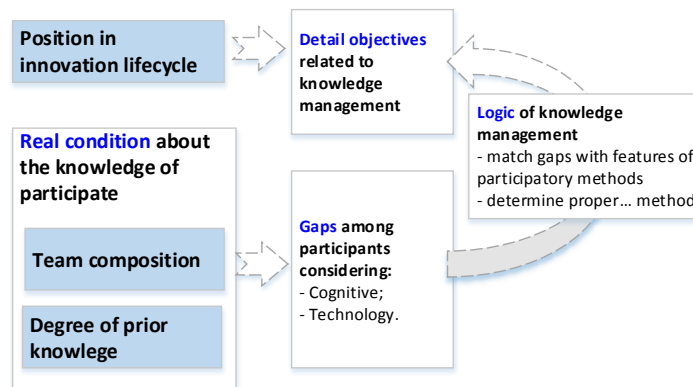 Position in
innovation lifecycle
Detail objectives
related to
knowledge
management
Logic of knowledge
management
- match gaps with features of
participatory methods
- determine proper... method
Real condition about
the knowledge of
participate
Team composition
Degree of prior
knowlege
Gaps among
participants
considering:
- Cognitive;
- Technology.